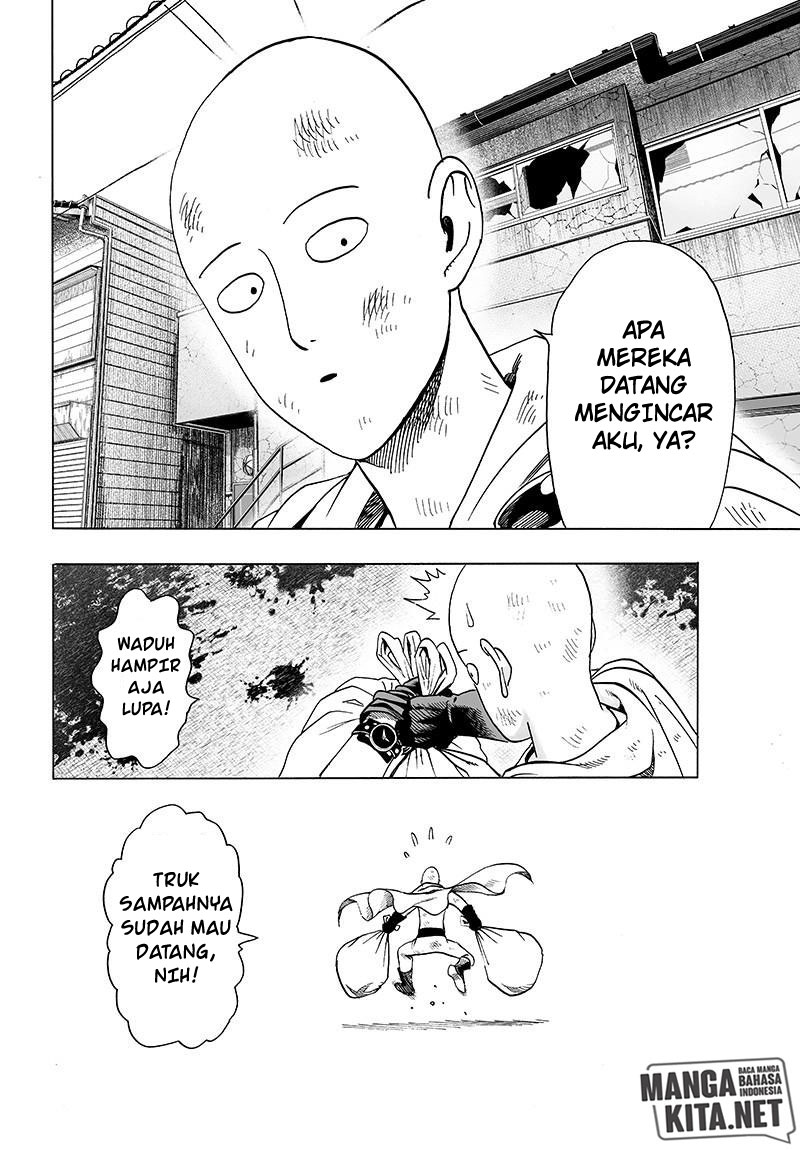 APA
MEREKA
DATANG
MENGINCAR
AKU, YA?
WADUH
HAMPIR
AJA
LUPA!
TRUK
SAMPAHNYA
SUDAH MAU
DATANG,
NIH!
MANGA BACA MANGA
BAHASA
INDONESIA
KITA.NET